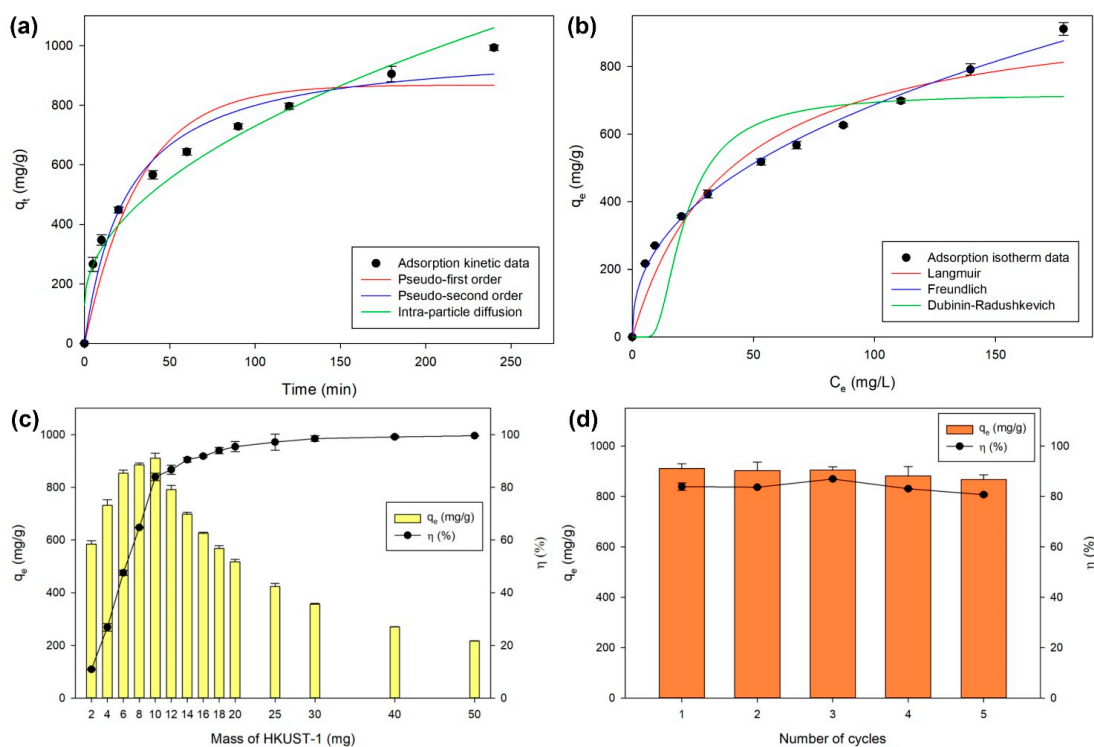 (a)
1000
800
600
400
200
0
q_t (mg/g)
Adsorption kinetic data
Pseudo-first order
Pseudo-second order
Intra-particle diffusion
0 50 100 150 200 250
Time (min)
(b)
800
600
400
200
0
q_e (mg/g)
Adsorption isotherm data
Langmuir
Freundlich
Dubinin-Radushkevich
0 50 100 150
C_e (mg/L)
(c)
1000
800
600
400
200
0
q_e (mg/g)
q_e (mg/g)
η (%)
100
80
60
40
20
0
η (%)
2 4 6 8 10 12 14 16 18 20 25 30 40 50
Mass of HKUST-1 (mg)
(d)
1000
800
600
400
200
0
q_e (mg/g)
q_e (mg/g)
η (%)
100
80
60
40
20
0
η (%)
1 2 3 4 5
Number of cycles